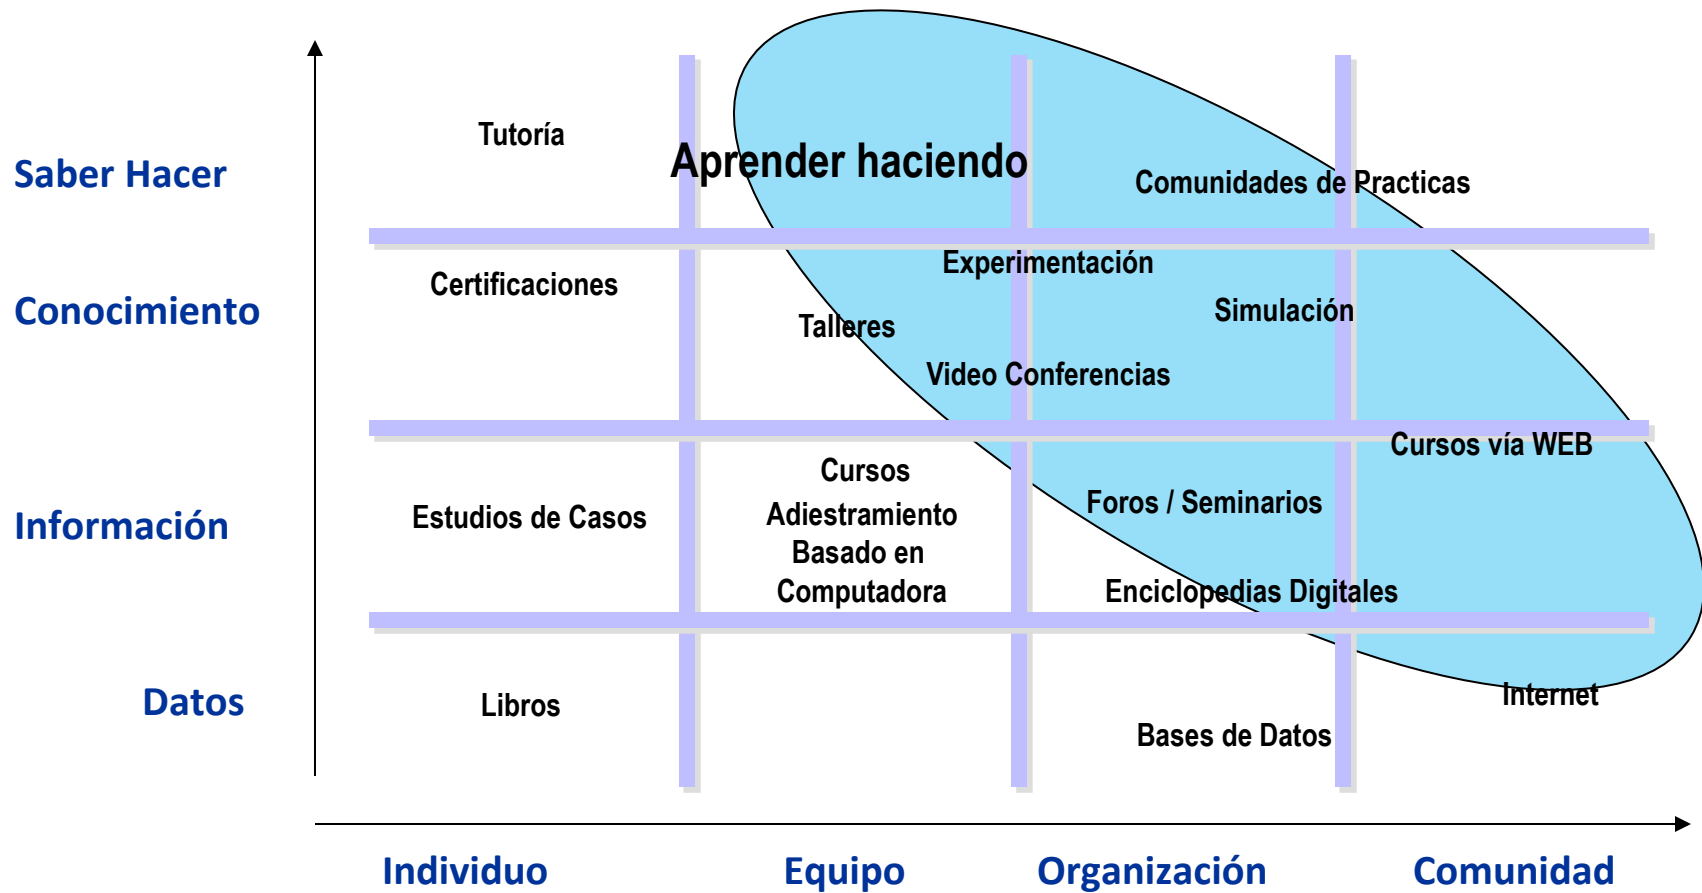 Tutoría
Aprender haciendo
Saber Hacer
Comunidades de Practicas
Experimentación
Certificaciones
Conocimiento
Simulación
Talleres
Video Conferencias
Cursos vía WEB
Cursos
Foros / Seminarios
Información
Estudios de Casos
Adiestramiento
Basado en
Computadora
Enciclopedias Digitales
Datos
Libros
Internet
Bases de Datos
Individuo
Equipo
Organización
Comunidad